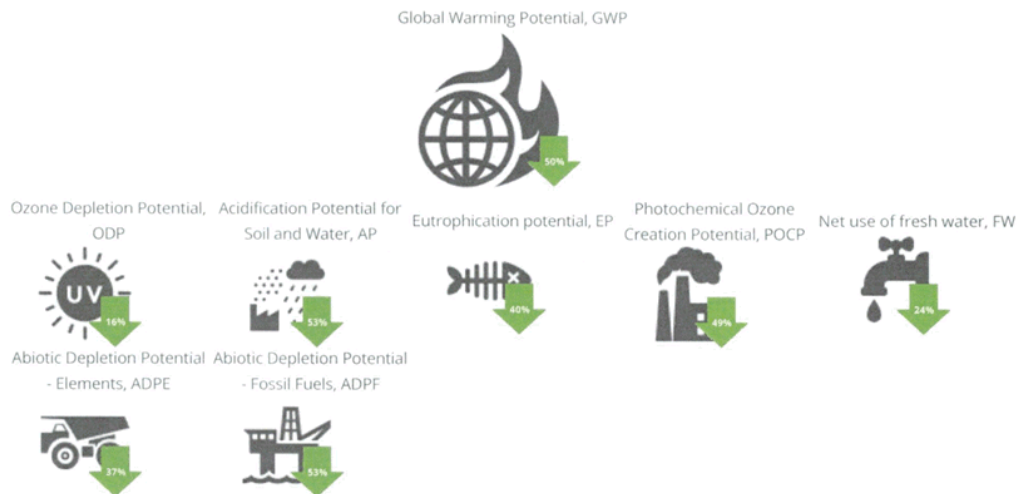 Global Warming Potential, GWP
50%
Ozone Depletion Potential,
ODP
UV
16%
Acidification Potential for
Soil and Water, AP
53%
Eutrophication potential, EP
40%
Photochemical Ozone
Creation Potential, POCP
49%
Net use of fresh water, FW
24%
Abiotic Depletion Potential
- Elements, ADPE
37%
Abiotic Depletion Potential
- Fossil Fuels, ADPF
53%